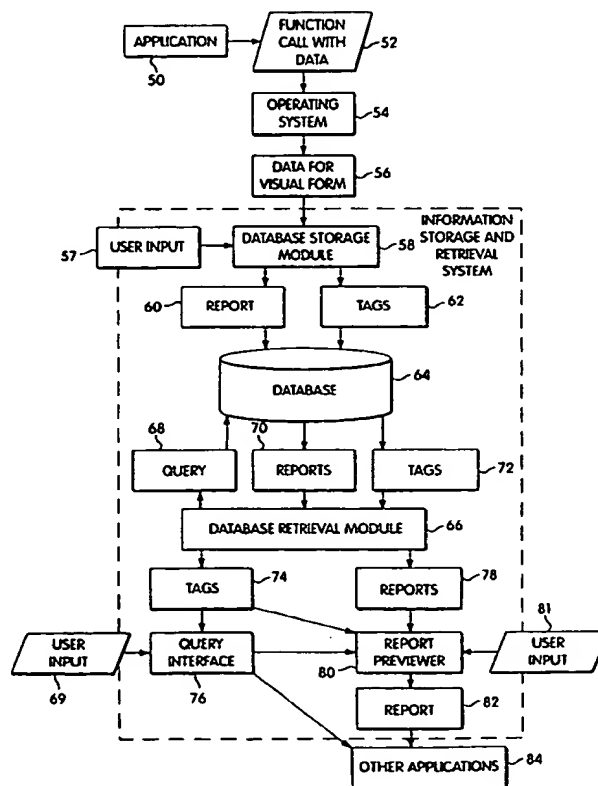 FUNCTION
CALL WITH
DATA
52
APPLICATION
50
OPERATING
SYSTEM
54
DATA FOR
VISUAL FORM
56
INFORMATION
STORAGE AND
RETRIEVAL
SYSTEM
57
USER INPUT
DATABASE STORAGE
MODULE
58
60
REPORT
TAGS
62
DATABASE
64
68
70
QUERY
REPORTS
TAGS
72
DATABASE RETRIEVAL MODULE
66
TAGS
74
REPORTS
78
81
USER
INPUT
69
QUERY
INTERFACE
76
REPORT
PREVIEWER
80
USER
INPUT
REPORT
82
OTHER APPLICATIONS
84